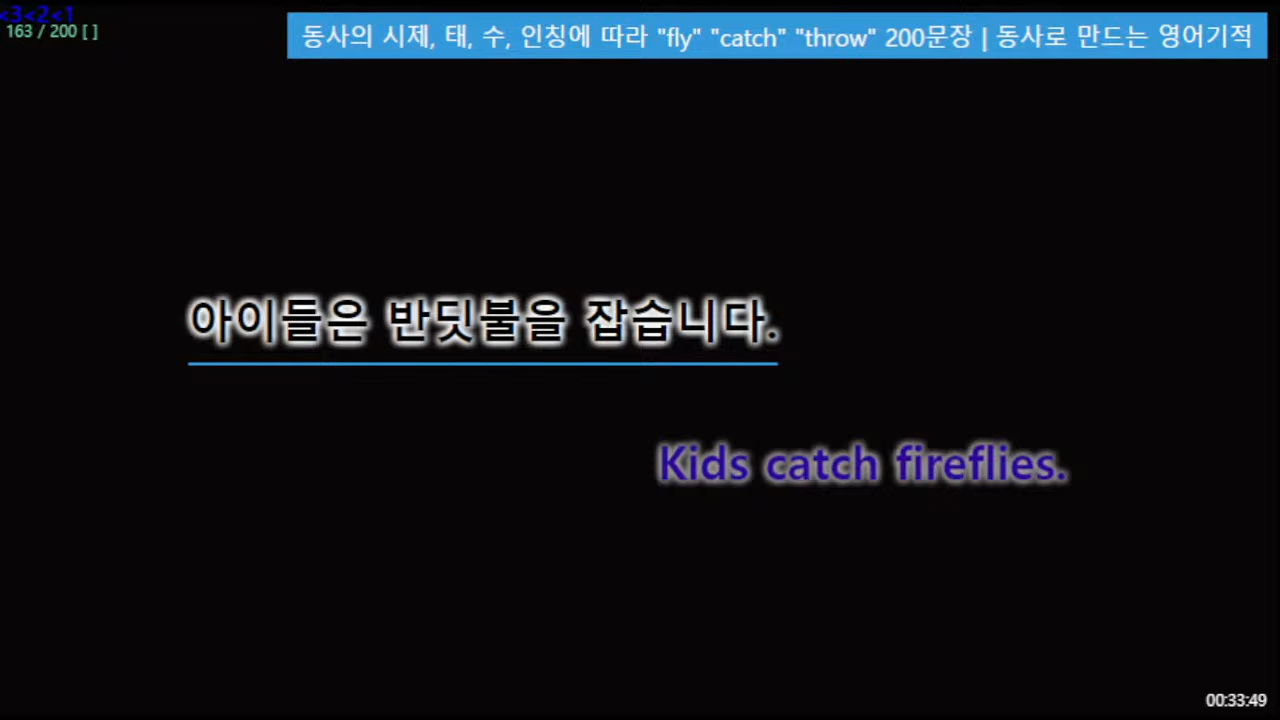 <3<2<1
163 / 200 [ ]
동사의 시제, 태, 수, 인칭에 따라 "fly" "catch" "throw" 200문장 | 동사로 만드는 영어기적
아이들은 반딧불을 잡습니다.
Kids catch fireflies.
00:33:49